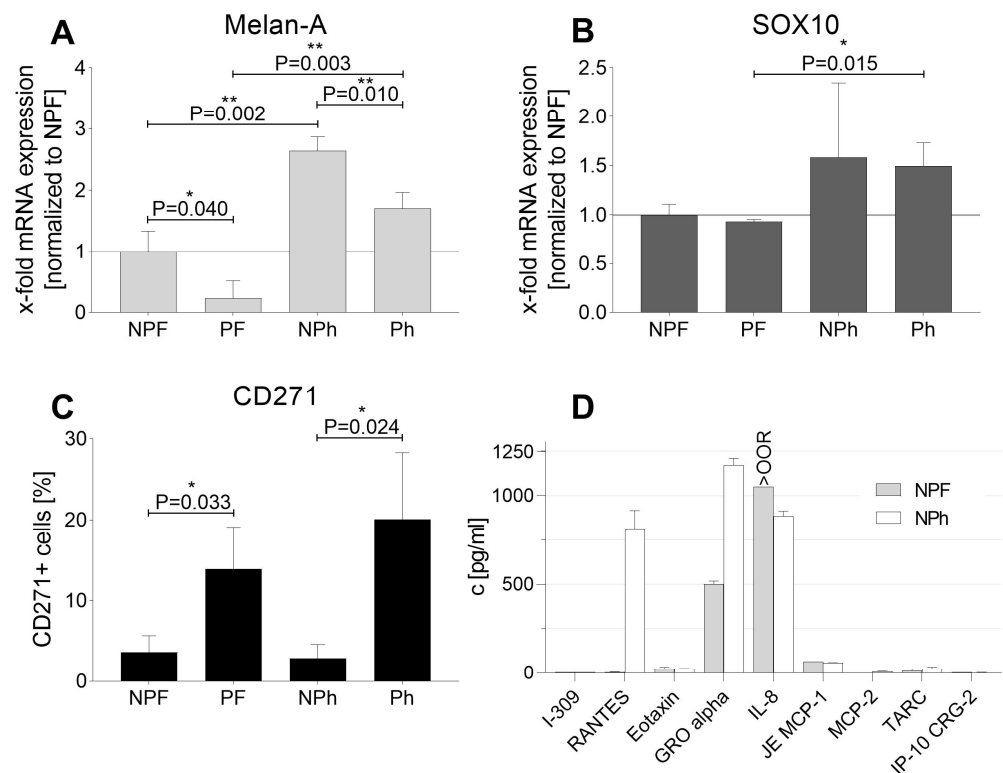 A
Melan-A
**
P=0.003
**
P=0.002
**
P=0.010
*
P=0.040
x-fold mRNA expression
[normalized to NPF]
4
3
2
1
0
NPF PF NPh Ph
B
SOX10
*
P=0.015
x-fold mRNA expression
[normalized to NPF]
2.5
2.0
1.5
1.0
0.5
0.0
NPF PF NPh Ph
C
CD271
*
P=0.024
*
P=0.033
CD271+ cells [%]
30
20
10
0
NPF PF NPh Ph
D
c [pg/ml]
1250
1000
500
0
>OOR
NPF
NPh
I-309
RANTES
Eotaxin
GRO alpha
IL-8
JE MCP-1
MCP-2
TARC
IP-10 CRG-2